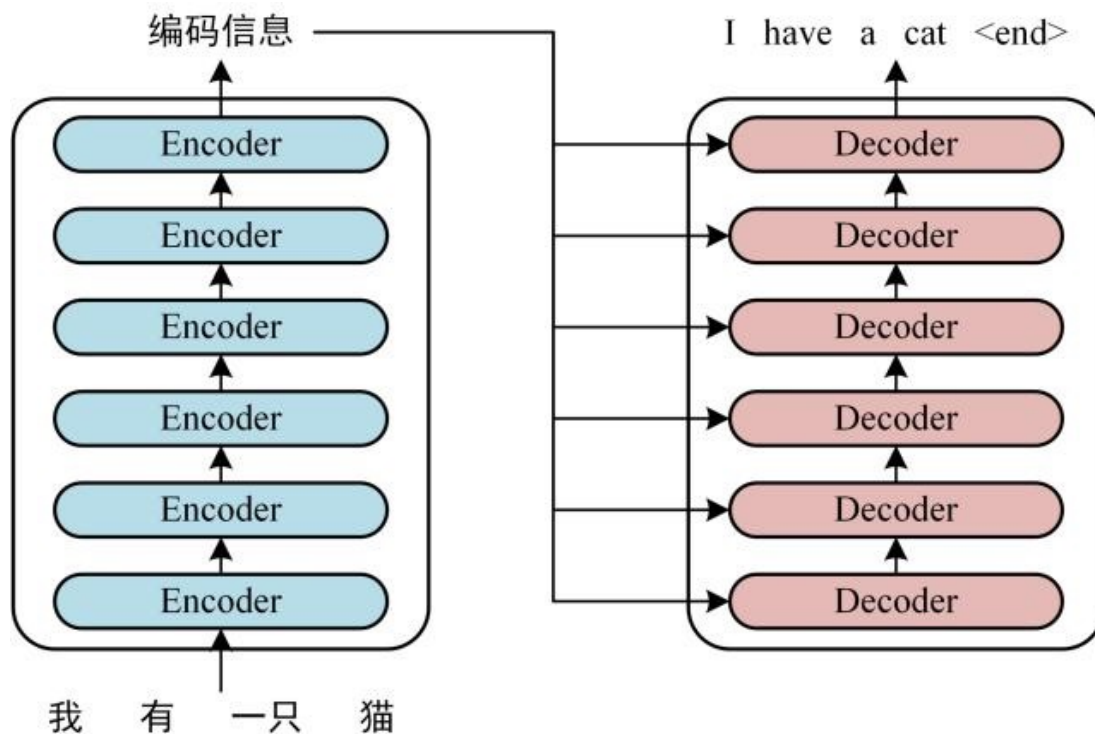 编码信息
I have a cat <end>
Encoder
Decoder
Encoder
Decoder
Encoder
Decoder
Encoder
Decoder
Encoder
Decoder
Encoder
Decoder
我 有 一只 猫